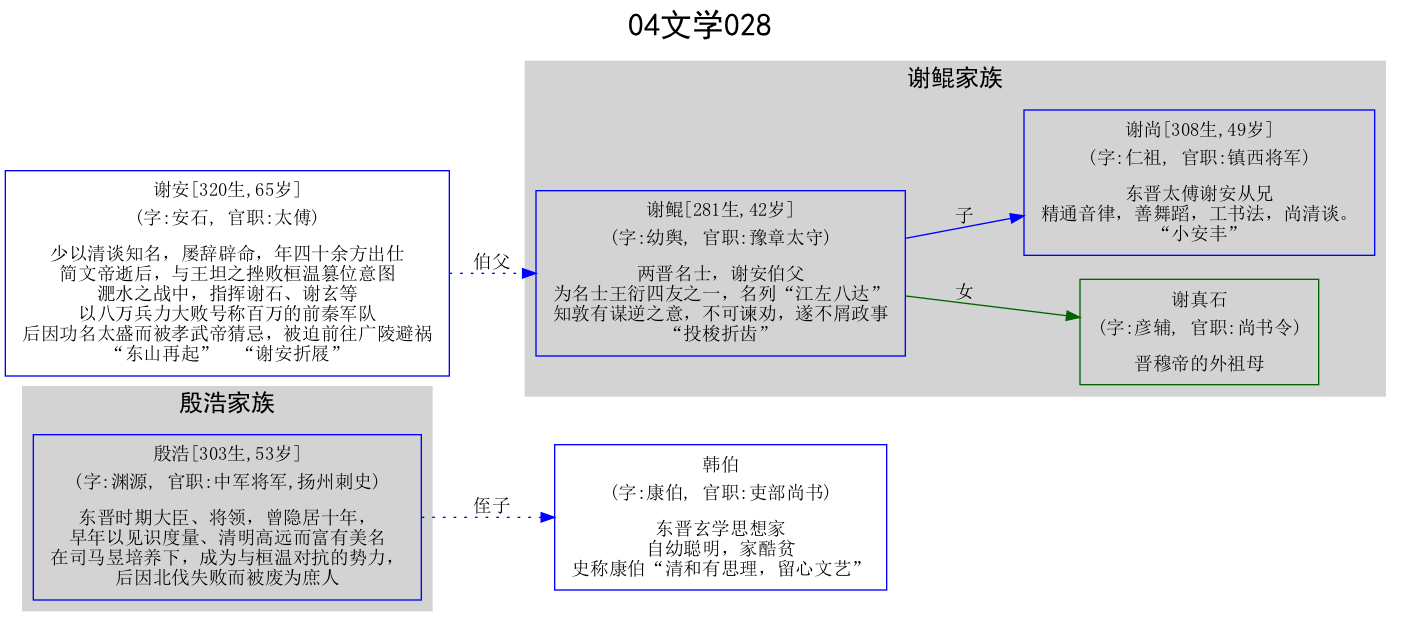 04文学028
谢鲲家族
谢安[320生,65岁]
(字:安石, 官职:太傅)
少以清谈知名，屡辞辟命，年四十余方出仕
简文帝逝后，与王坦之挫败桓温篡位意图
淝水之战中，指挥谢石、谢玄等
以八万兵力大败号称百万的前秦军队
后因功名太盛而被孝武帝猜忌，被迫前往广陵避祸
“东山再起” “谢安折屐”
伯父
谢鲲[281生,42岁]
(字:幼舆, 官职:豫章太守)
两晋名士，谢安伯父
为名士王衍四友之一，名列“江左八达”
知敦有谋逆之意，不可谏劝，遂不屑政事
“投梭折齿”
子
谢尚[308生,49岁]
(字:仁祖, 官职:镇西将军)
东晋太傅谢安从兄
精通音律，善舞蹈，工书法，尚清谈。
“小安丰”
女
谢真石
(字:彦辅, 官职:尚书令)
晋穆帝的外祖母
殷浩家族
殷浩[303生,53岁]
(字:渊源, 官职:中军将军,扬州刺史)
东晋时期大臣、将领，曾隐居十年，
早年以见识度量、清明高远而富有美名
在司马昱培养下，成为与桓温对抗的势力，
后因北伐失败而被废为庶人
侄子
韩伯
(字:康伯, 官职:吏部尚书)
东晋玄学思想家
自幼聪明，家酷贫
史称康伯“清和有思理，留心文艺”